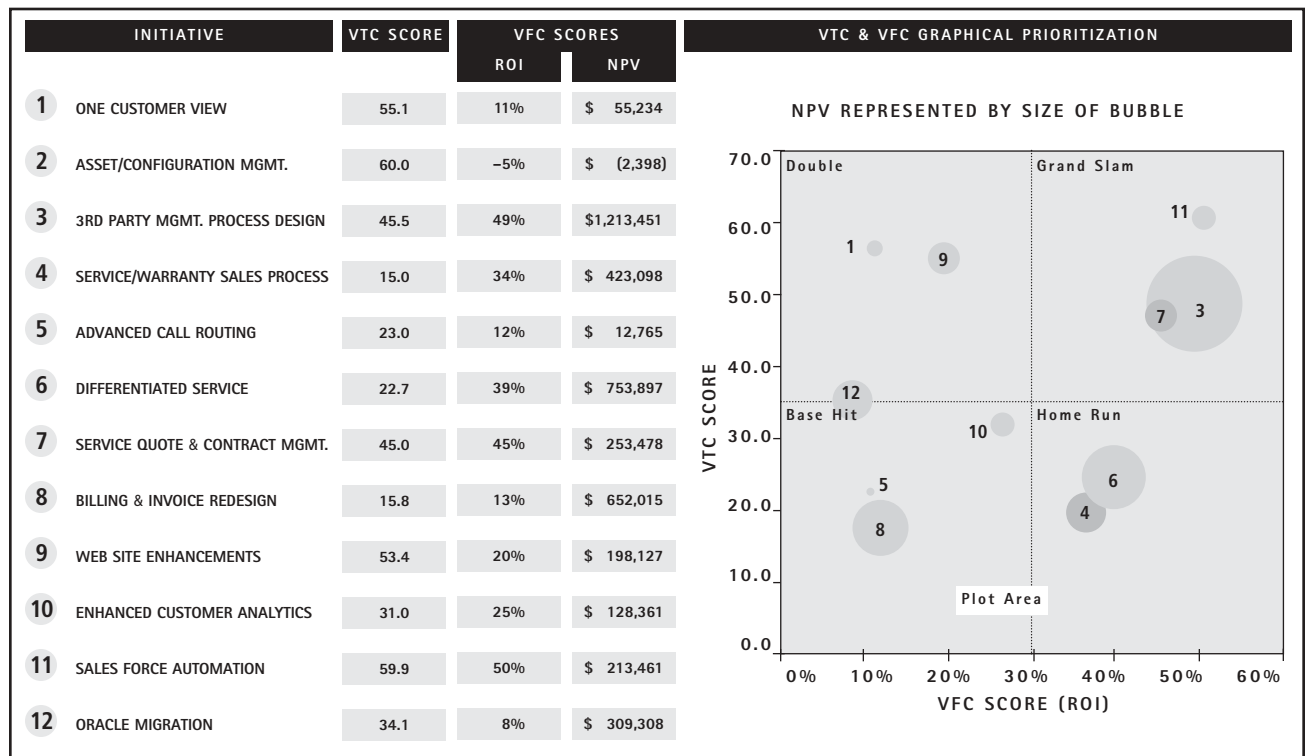 INITIATIVE VTC SCORE VFC SCORES VTC & VFC GRAPHICAL PRIORITIZATION
ROI NPV
1 ONE CUSTOMER VIEW 55.1 11% $ 55,234
2 ASSET/CONFIGURATION MGMT. 60.0 –5% $ (2,398)
3 3RD PARTY MGMT. PROCESS DESIGN 45.5 49% $1,213,451
4 SERVICE/WARRANTY SALES PROCESS 15.0 34% $ 423,098
5 ADVANCED CALL ROUTING 23.0 12% $ 12,765
6 DIFFERENTIATED SERVICE 22.7 39% $ 753,897
7 SERVICE QUOTE & CONTRACT MGMT. 45.0 45% $ 253,478
8 BILLING & INVOICE REDESIGN 15.8 13% $ 652,015
9 WEB SITE ENHANCEMENTS 53.4 20% $ 198,127
10 ENHANCED CUSTOMER ANALYTICS 31.0 25% $ 128,361
11 SALES FORCE AUTOMATION 59.9 50% $ 213,461
12 ORACLE MIGRATION 34.1 8% $ 309,308
NPV REPRESENTED BY SIZE OF BUBBLE
70.0
Double Grand Slam
11
60.0
1 9
50.0
7 3
40.0
VTC SCORE
12
Base Hit Home Run
10
30.0
5 6
20.0
8 4
10.0
Plot Area
0.0
0% 10% 20% 30% 40% 50% 60%
VFC SCORE (ROI)